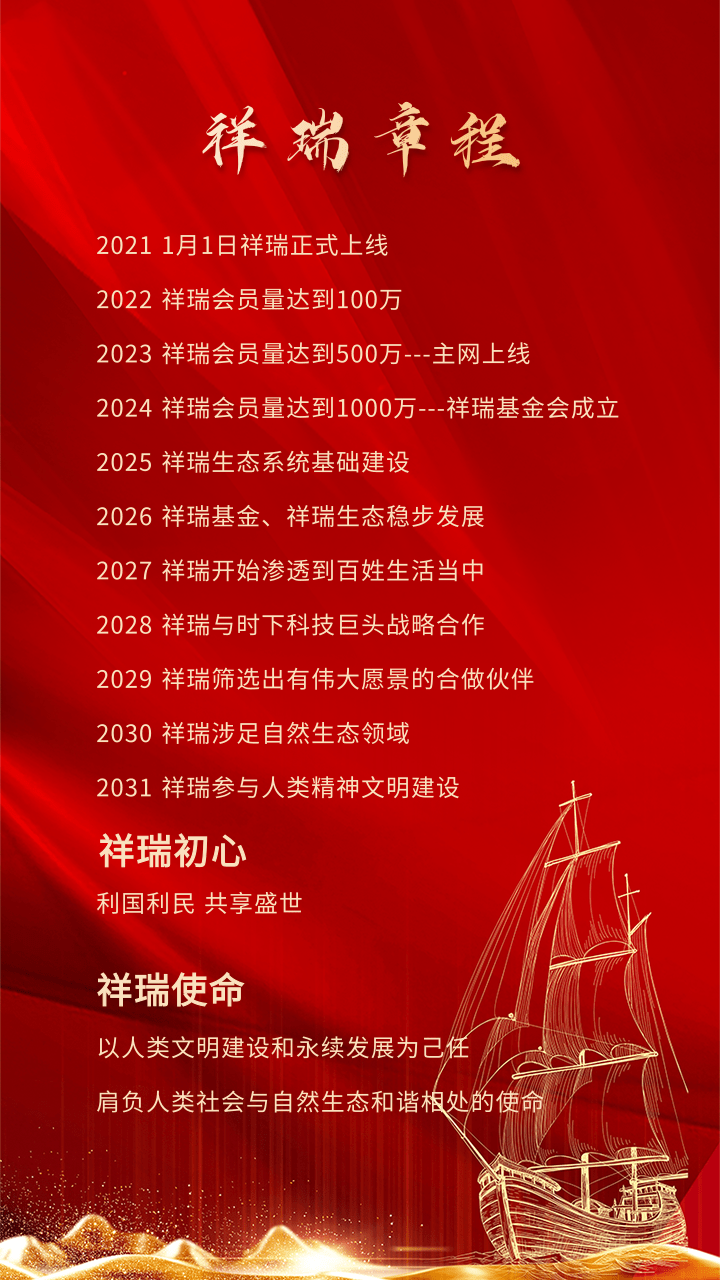 祥瑞章程
2021 1月1日祥瑞正式上线
2022 祥瑞会员量达到100万
2023 祥瑞会员量达到500万---主网上线
2024 祥瑞会员量达到1000万---祥瑞基金会成立
2025 祥瑞生态系统基础建设
2026 祥瑞基金、祥瑞生态稳步发展
2027 祥瑞开始渗透到百姓生活当中
2028 祥瑞与时下科技巨头战略合作
2029 祥瑞筛选出有伟大愿景的合做伙伴
2030 祥瑞涉足自然生态领域
2031 祥瑞参与人类精神文明建设
祥瑞初心
利国利民 共享盛世
祥瑞使命
以人类文明建设和永续发展为己任
肩负人类社会与自然生态和谐相处的使命